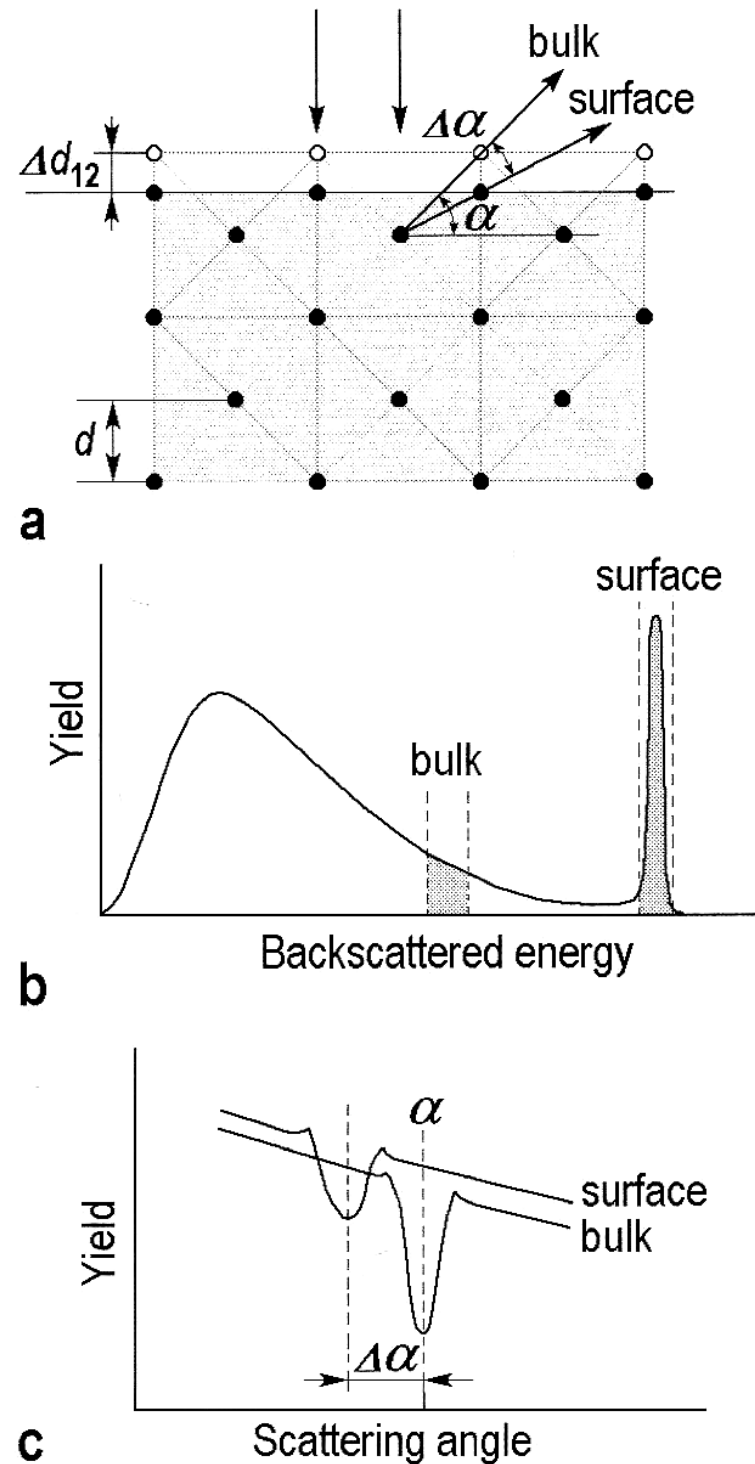 bulk
surface
Δα
Δd12
α
d
a
surface
Yield
bulk
Backscattered energy
b
α
surface
bulk
Yield
Δα
Scattering angle
c